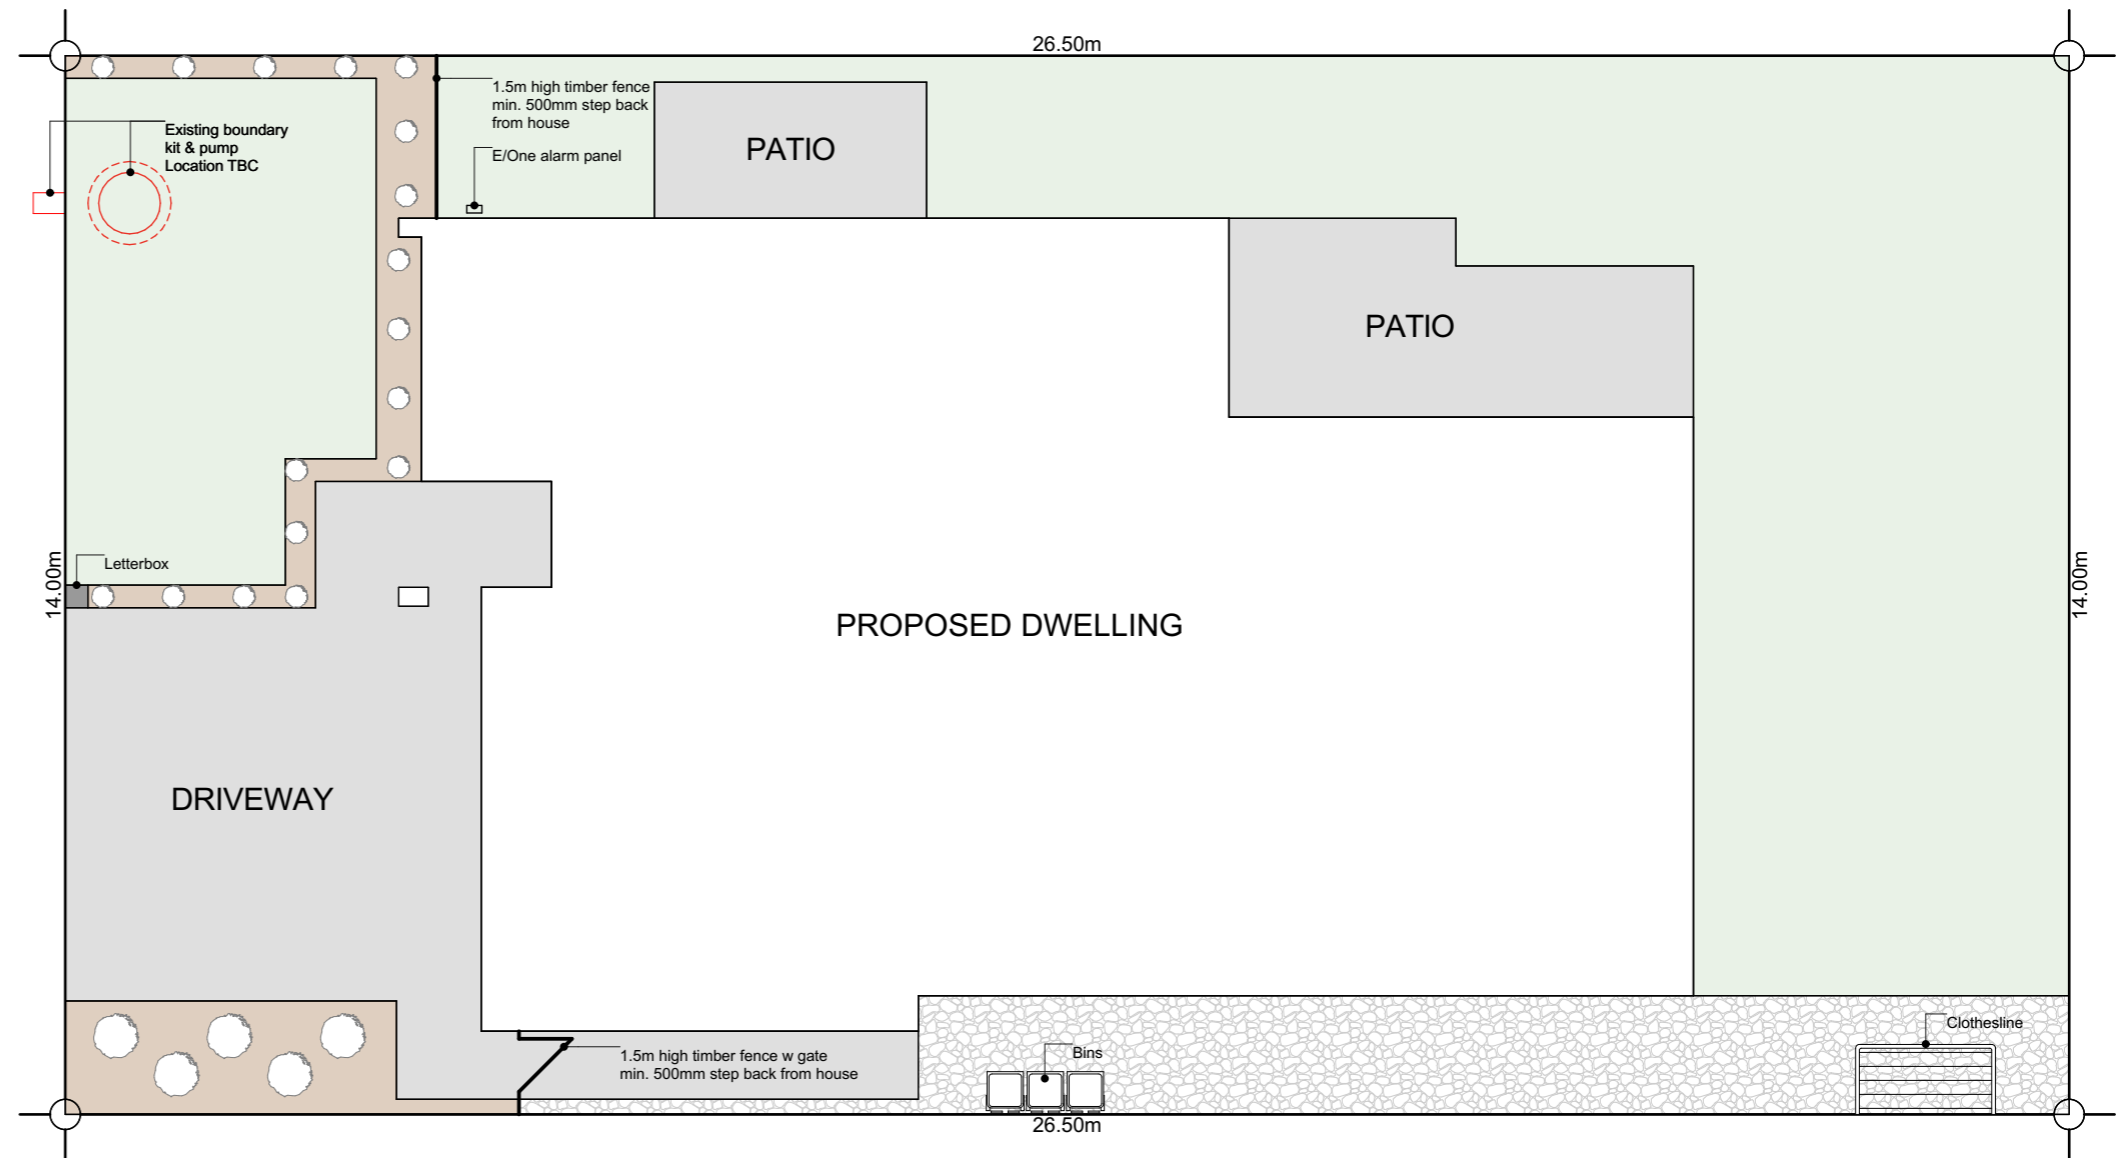 26.50m
1.5m high timber fence
min. 500mm step back
from house
E/One alarm panel
PATIO
Existing boundary
kit & pump
Location TBC
PATIO
Letterbox
14.00m
14.00m
PROPOSED DWELLING
DRIVEWAY
Clothesline
Bins
1.5m high timber fence w gate
min. 500mm step back from house
26.50m